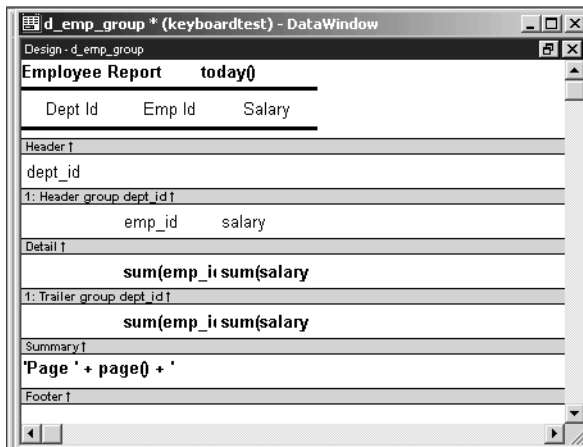 d_emp_group * (keyboardtest) - DataWindow
Design - d_emp_group
Employee Report today()
Dept Id Emp Id Salary
Header ↑
dept_id
1: Header group dept_id ↑
emp_id salary
Detail ↑
sum(emp_i sum(salary
1: Trailer group dept_id ↑
sum(emp_i sum(salary
Summary ↑
'Page ' + page() + '
Footer ↑